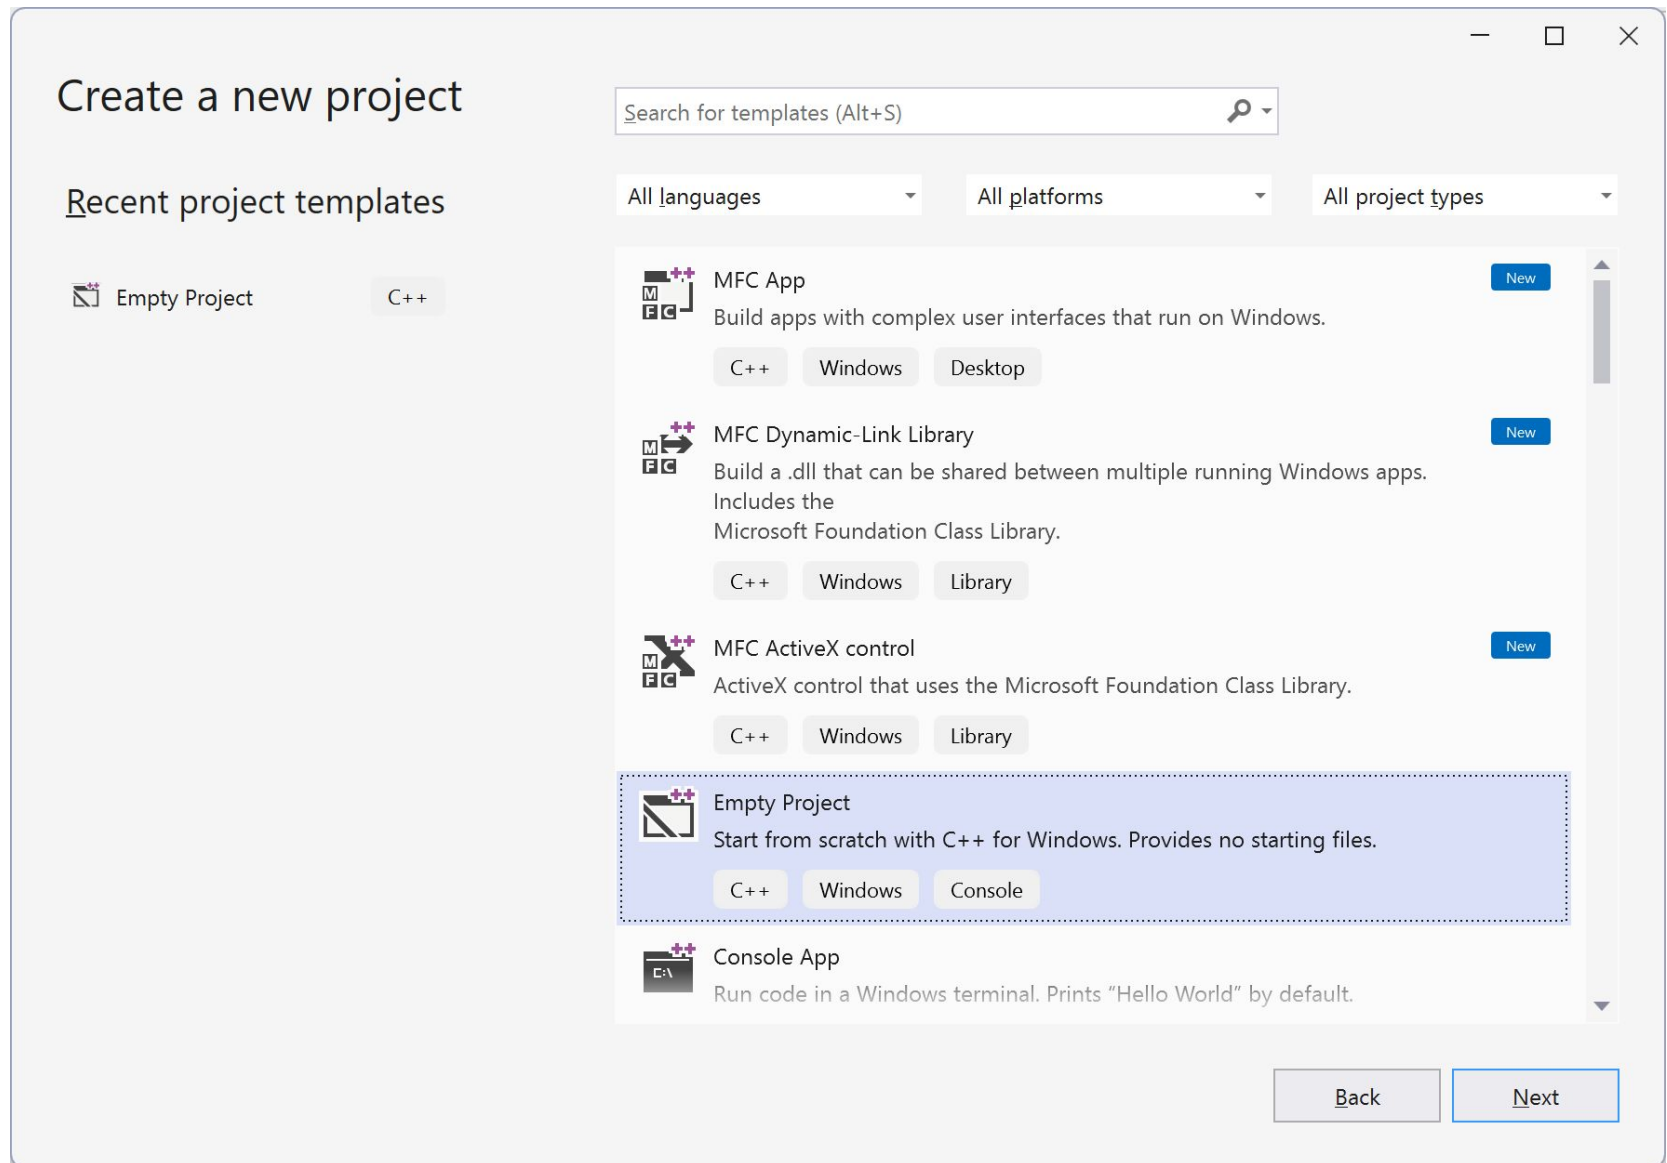 Create a new project
Search for templates (Alt+S)
Recent project templates
All languages
All platforms
All project types
Empty Project
C++
MFC App
New
Build apps with complex user interfaces that run on Windows.
C++ Windows Desktop
MFC Dynamic-Link Library
New
Build a .dll that can be shared between multiple running Windows apps.
Includes the
Microsoft Foundation Class Library.
C++ Windows Library
MFC ActiveX control
New
ActiveX control that uses the Microsoft Foundation Class Library.
C++ Windows Library
Empty Project
Start from scratch with C++ for Windows. Provides no starting files.
C++ Windows Console
Console App
Run code in a Windows terminal. Prints “Hello World” by default.
Back
Next